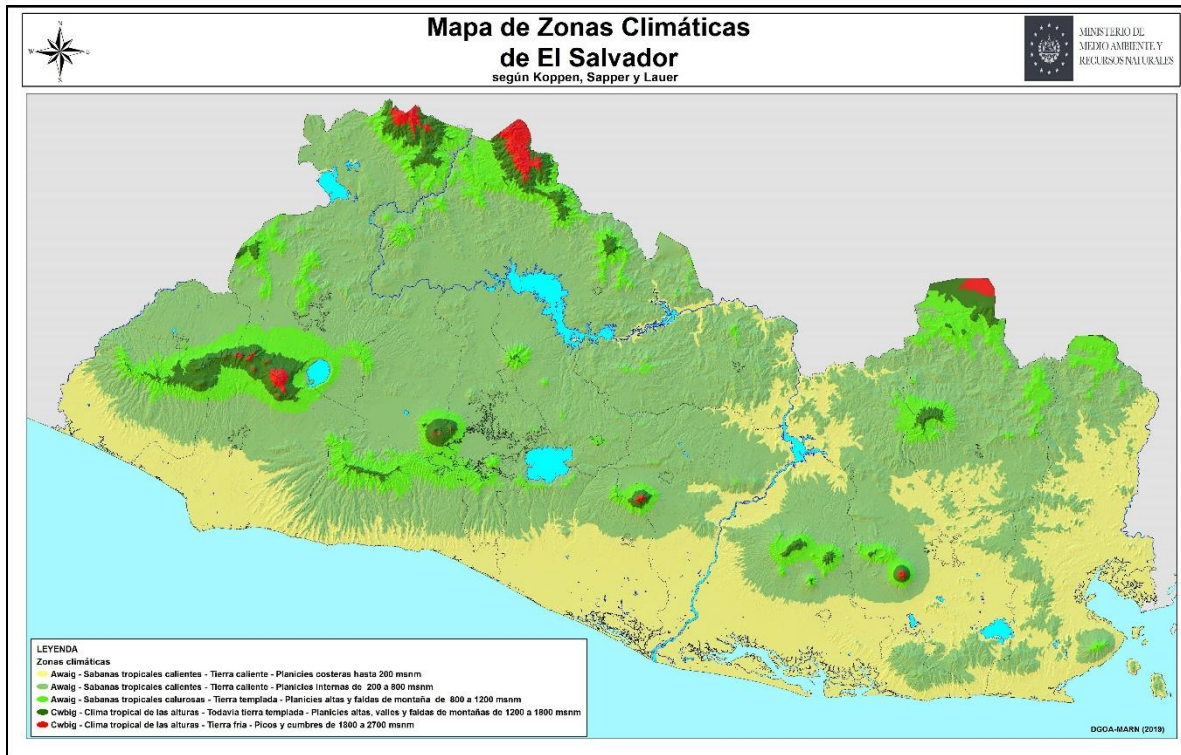 N
W
E
S
Mapa de Zonas Climáticas
de El Salvador
según Koppen, Sapper y Lauer
MINISTERIO DE
MEDIO AMBIENTE Y
RECURSOS NATURALES
LEYENDA
Zonas climáticas
Awaig - Sabanas tropicales calientes - Tierra caliente - Planicies costeras hasta 200 msnm
Awaig - Sabanas tropicales calientes - Tierra caliente - Planicies internas de 200 a 800 msnm
Awaig - Sabanas tropicales calurosas - Tierra templada - Planicies altas y faldas de montaña de 800 a 1200 msnm
Cwbig - Clima tropical de las alturas - Todavia tierra templada - Planicies altas, valles y faldas de montañas de 1200 a 1800 msnm
Cwbig - Clima tropical de las alturas - Tierra fria - Picos y cumbres de 1800 a 2700 msnm
DGOA-MARN (2019)